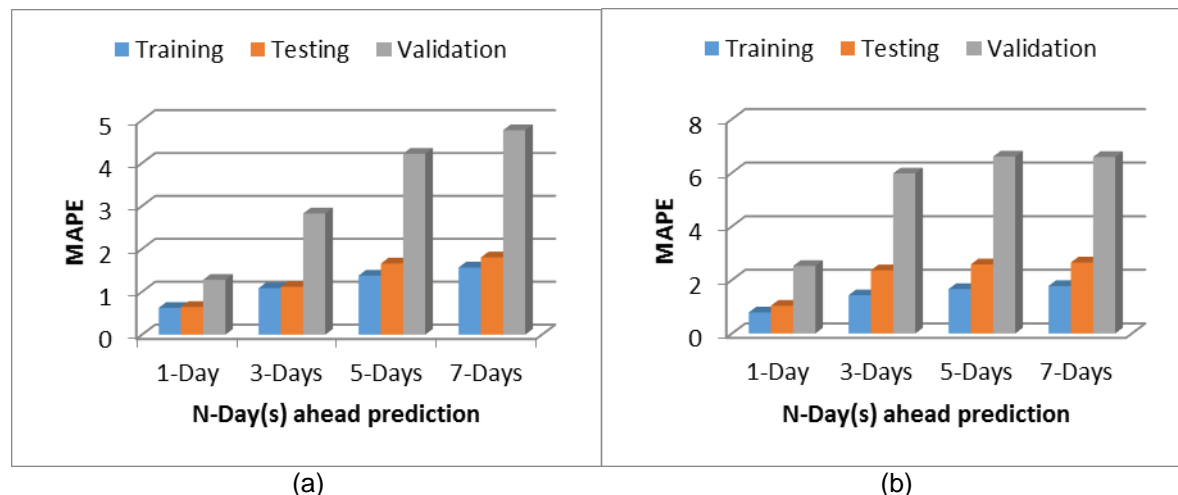 Training Testing Validation
5
4
3
2
1
0
MAPE
1-Day 3-Days 5-Days 7-Days
N-Day(s) ahead prediction
(a)
Training Testing Validation
8
6
4
2
0
MAPE
1-Day 3-Days 5-Days 7-Days
N-Day(s) ahead prediction
(b)